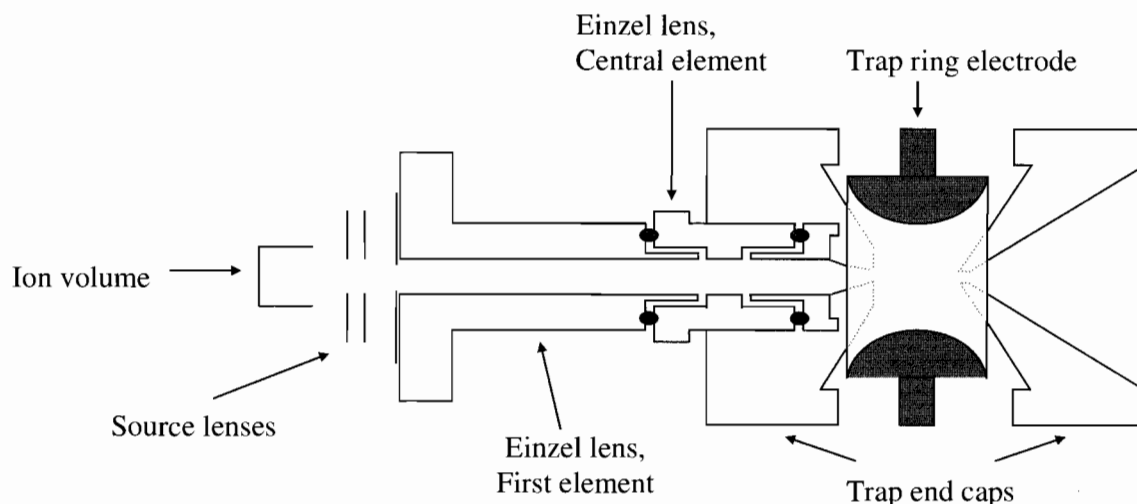 Einzel lens,
Central element
Trap ring electrode
Ion volume
Source lenses
Einzel lens,
First element
Trap end caps